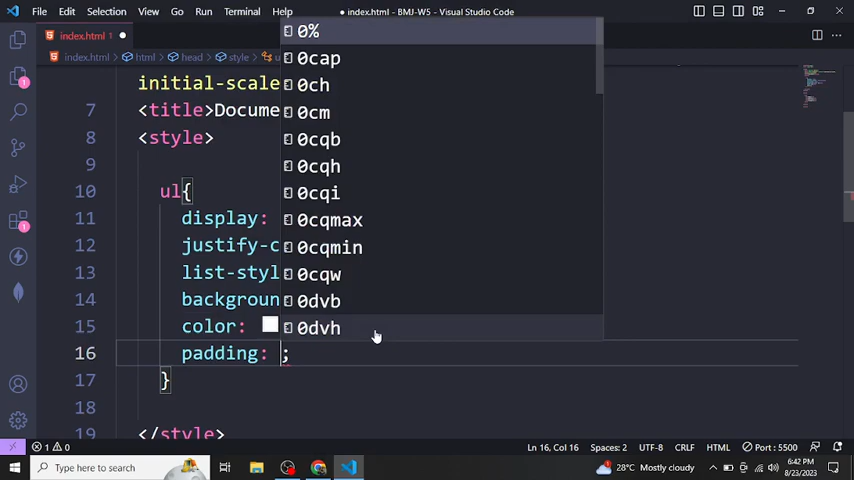 File Edit Selection View Go Run Terminal Help ● index.html - BMJ-W5 - Visual Studio Code
index.html ●
index.html > html > head > style > u
initial-scale
7 <title>Docume
8 <style>
9
10 ul{
11 display:
12 justify-c
13 list-styl
14 backgroun
15 color:
16 padding: ;
17 }
18
19 </style>
0%
0cap
0ch
0cm
0cqb
0cqh
0cqi
0cqmax
0cqmin
0cqw
0dvb
0dvh
1
1
1 0 Ln 16, Col 16 Spaces: 2 UTF-8 CRLF HTML Port : 5500
Type here to search 28°C Mostly cloudy 6:42 PM
8/23/2023